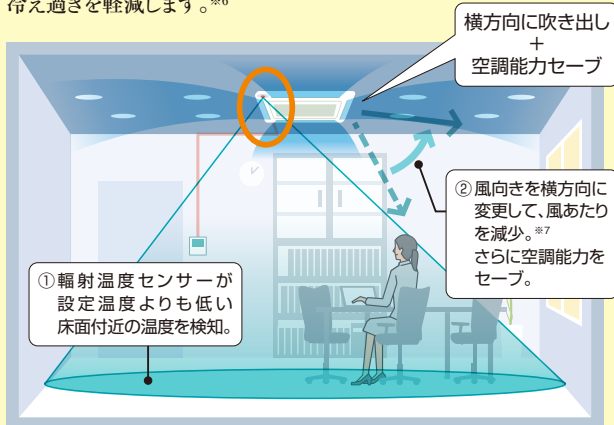 冷え過ぎを軽減します。※6
横方向に吹き出し
+
空調能力セーブ
②風向きを横方向に
変更して、風あたり
を減少。※7
さらに空調能力を
セーブ。
①輻射温度センサーが
設定温度よりも低い
床面付近の温度を検知。